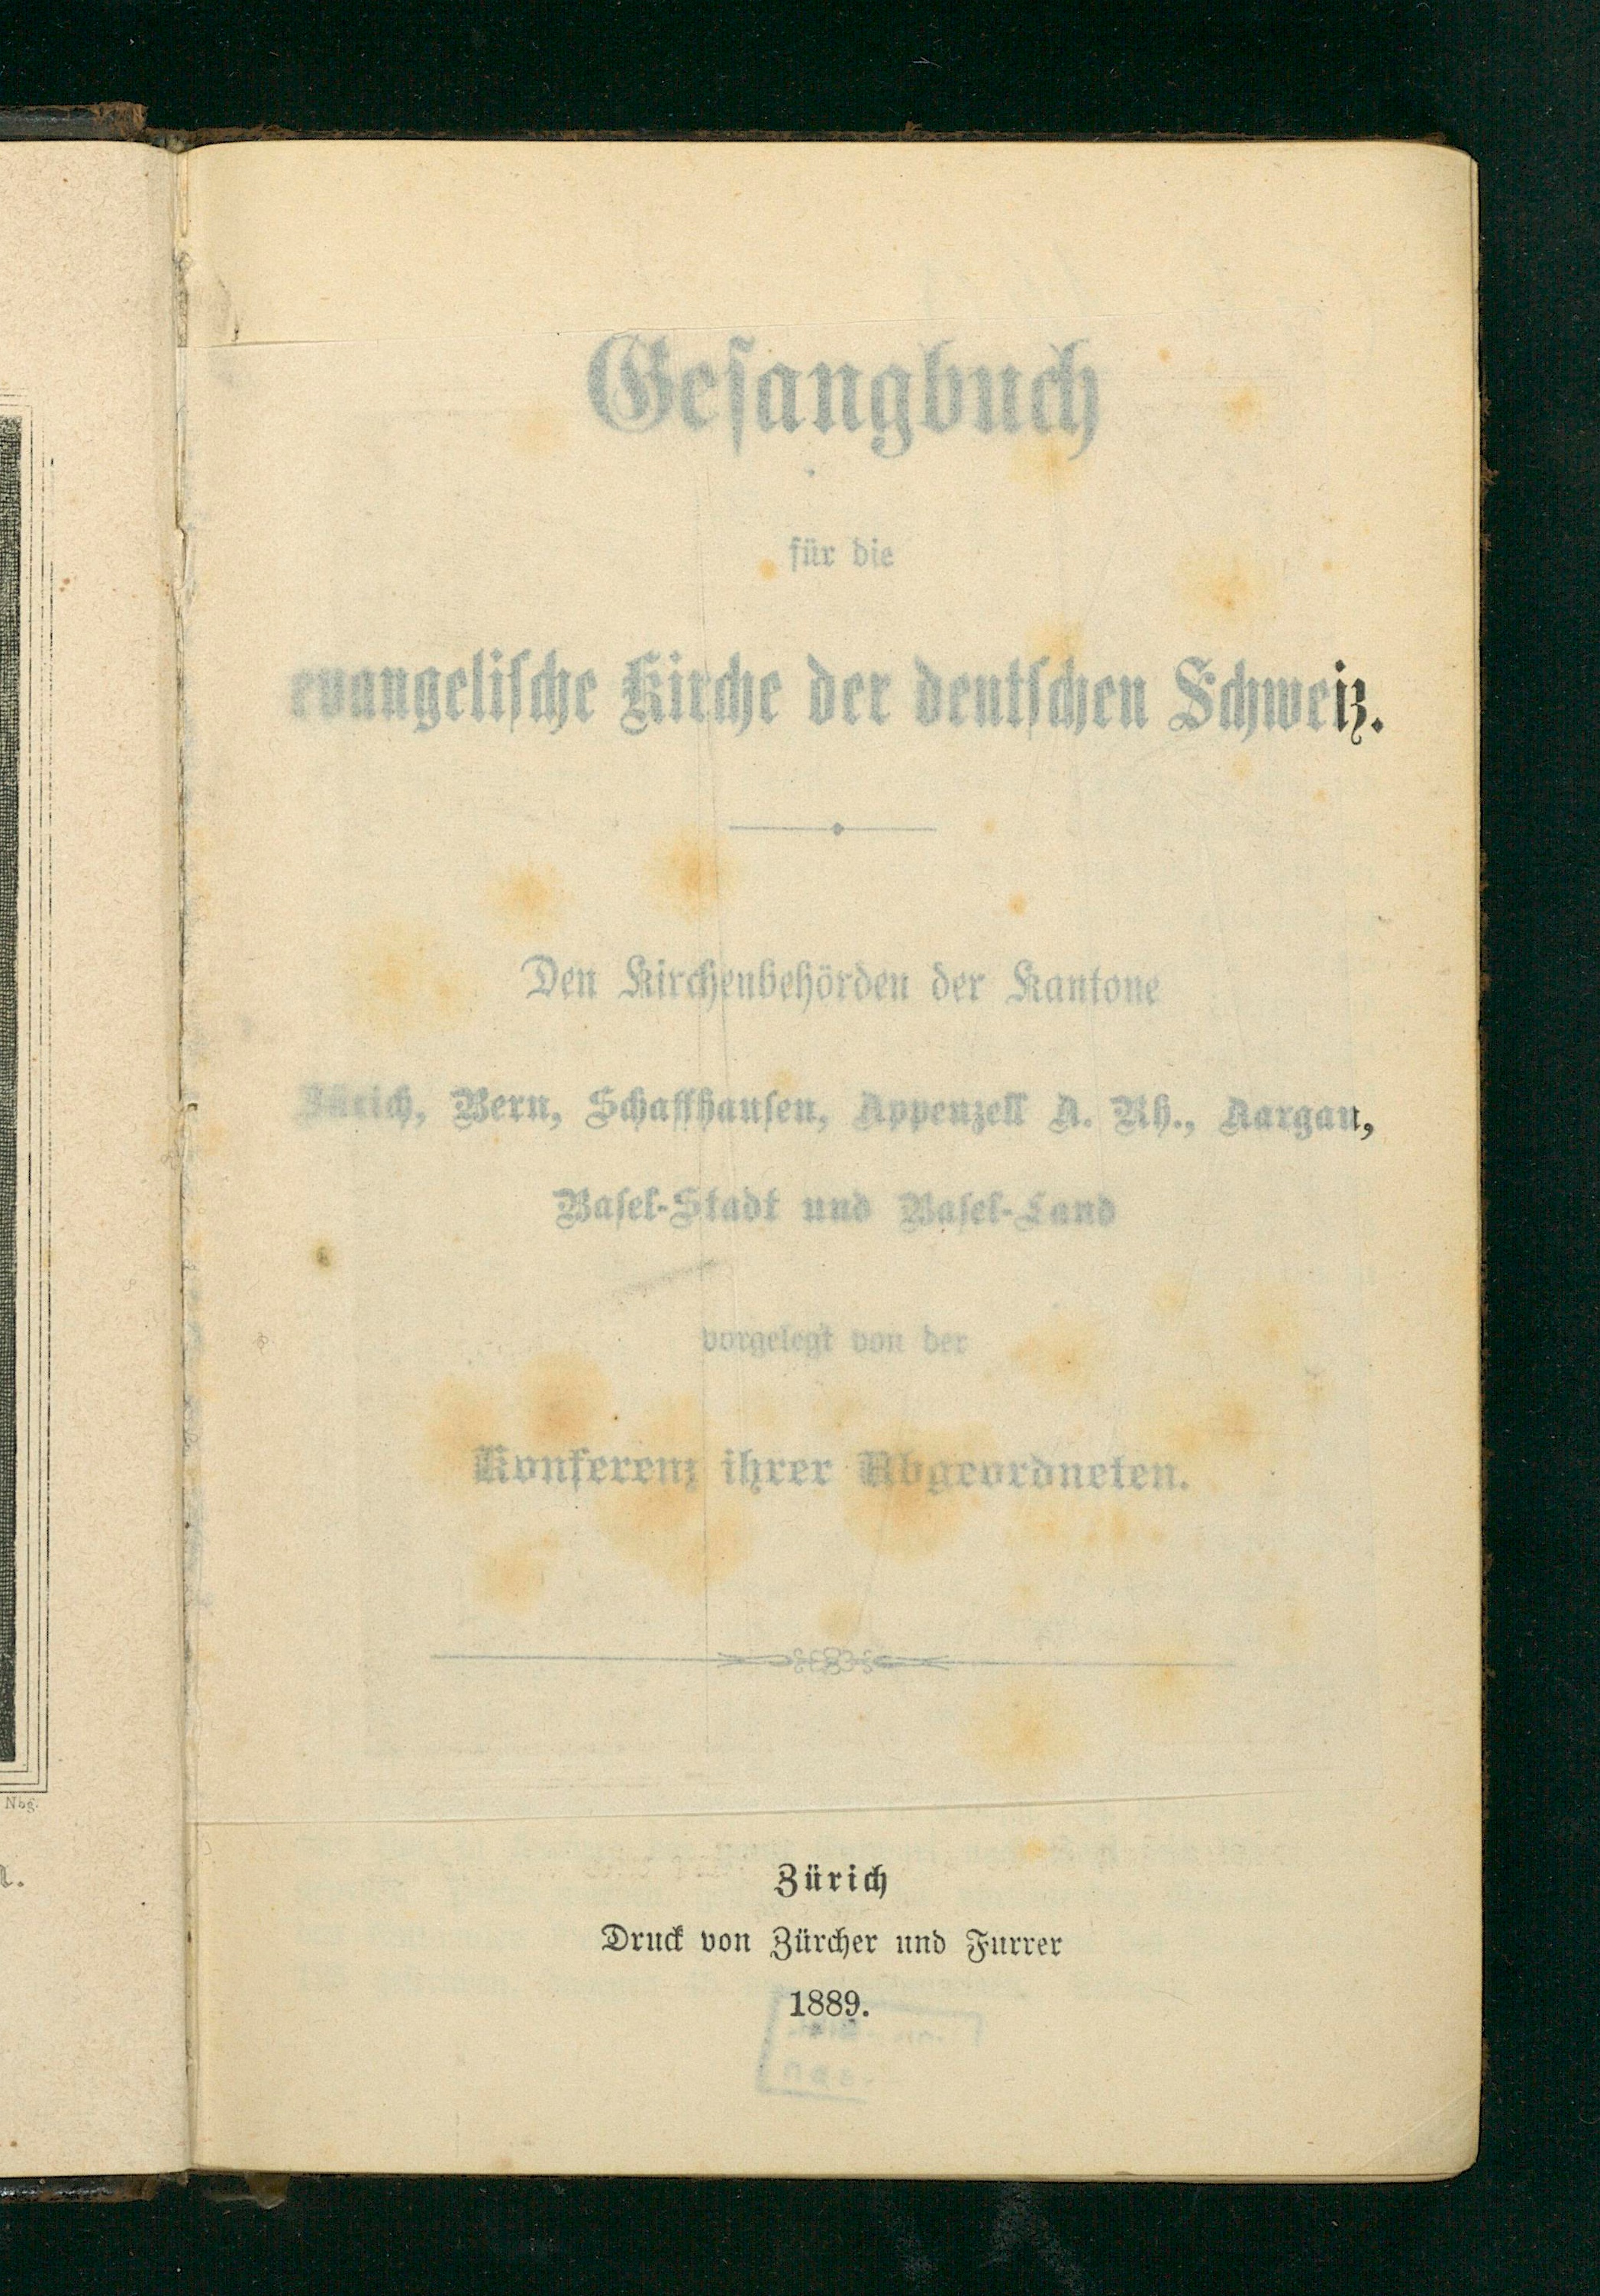 Gesangbuch
für die
evangelische Kirche der deutschen Schweiz.
Den Kirchenbehörden der Kantone
Zürich, Bern, Schaffhausen, Appenzell A. Rh., Aargau,
Basel-Stadt und Basel-Land
vorgelegt von der
Konferenz ihrer Abgeordneten.
Zürich
Druck von Zürcher und Furrer
1889.
Nbg.